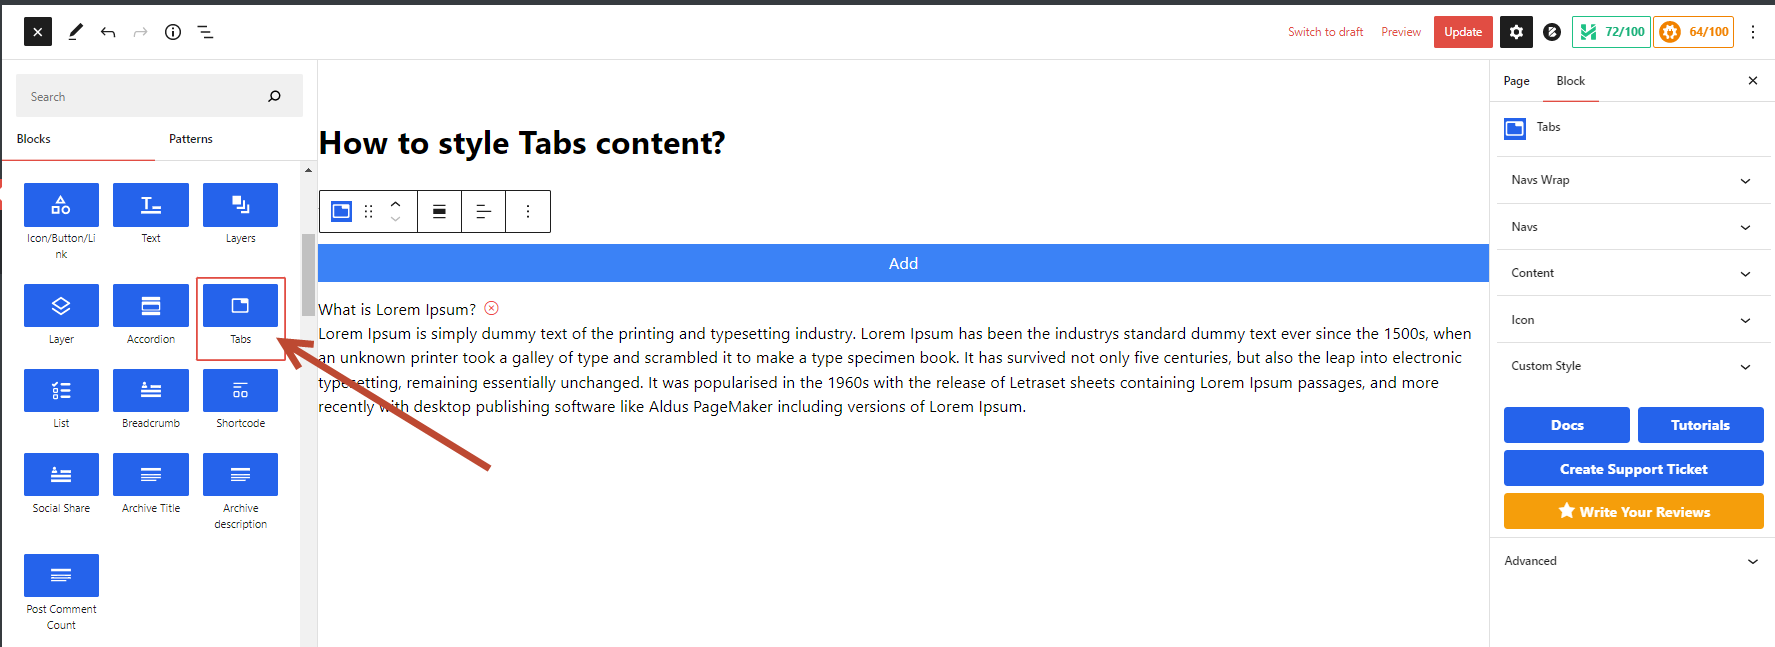 Switch to draft Preview Update 72/100 64/100
Search
Blocks Patterns
Icon/Button/Li
nk
Text
Layers
Layer
Accordion
Tabs
List
Breadcrumb
Shortcode
Social Share
Archive Title
Archive
description
Post Comment
Count
How to style Tabs content?
Add
What is Lorem Ipsum?
Lorem Ipsum is simply dummy text of the printing and typesetting industry. Lorem Ipsum has been the industrys standard dummy text ever since the 1500s, when
an unknown printer took a galley of type and scrambled it to make a type specimen book. It has survived not only five centuries, but also the leap into electronic
typesetting, remaining essentially unchanged. It was popularised in the 1960s with the release of Letraset sheets containing Lorem Ipsum passages, and more
recently with desktop publishing software like Aldus PageMaker including versions of Lorem Ipsum.
Page Block
Tabs
Navs Wrap
Navs
Content
Icon
Custom Style
Docs Tutorials
Create Support Ticket
Write Your Reviews
Advanced